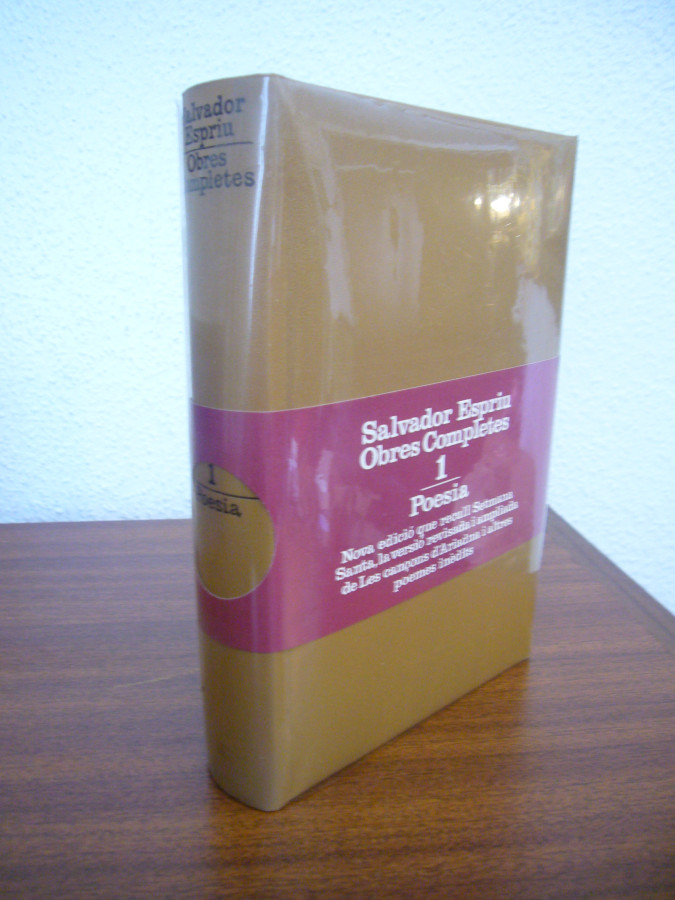 Salvador
Espriu
Obres
Completes
1
Poesia
Salvador Espriu
Obres Completes
1
Poesia
Nova edició que recull Setmana
Santa, la versió revisada i ampliada
de Les cançons d'Ariadna i altres
poemes inèdits